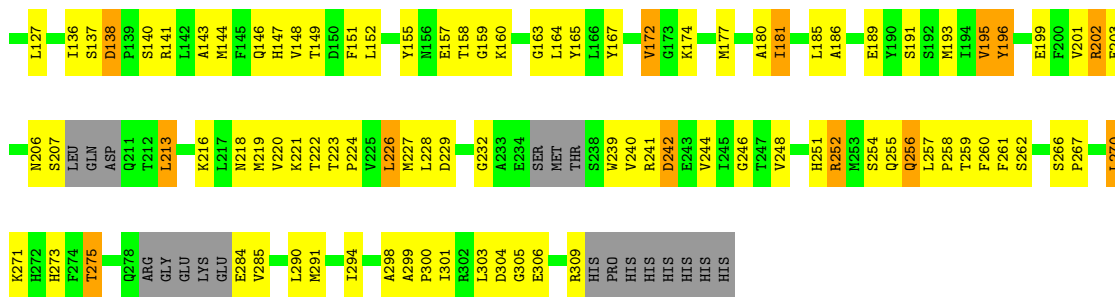 L127 I136 S137 D138 P139 S140 R141 L142 A143 M144 F145 Q146 H147 V148 T149 D150 F151 L152 Y155 N156 E157 T158 G159 K160 G163 L164 Y165 L166 Y167 V172 G173 K174 M177 A180 I181 L185 A186 E189 Y190 S191 S192 M193 I194 V195 Y196 E199 F200 V201 R202
N206 S207 LEU GLN ASP Q211 T212 L213 K216 L217 N218 M219 V220 K221 T222 T223 P224 V225 L226 M227 L228 D229 G232 A233 E234 SER MET THR S238 W239 V240 R241 D242 E243 V244 I245 G246 T247 V248 H251 R252 M253 S254 Q255 Q256 L257 P258 T259 F260 F261 S262 S266 P267
K271 H272 H273 F274 T275 Q278 ARG GLY GLU LYS GLU E284 V285 L290 M291 I294 A298 A299 P300 I301 R302 L303 D304 G305 E306 R309 HIS PRO HIS HIS HIS HIS HIS HIS